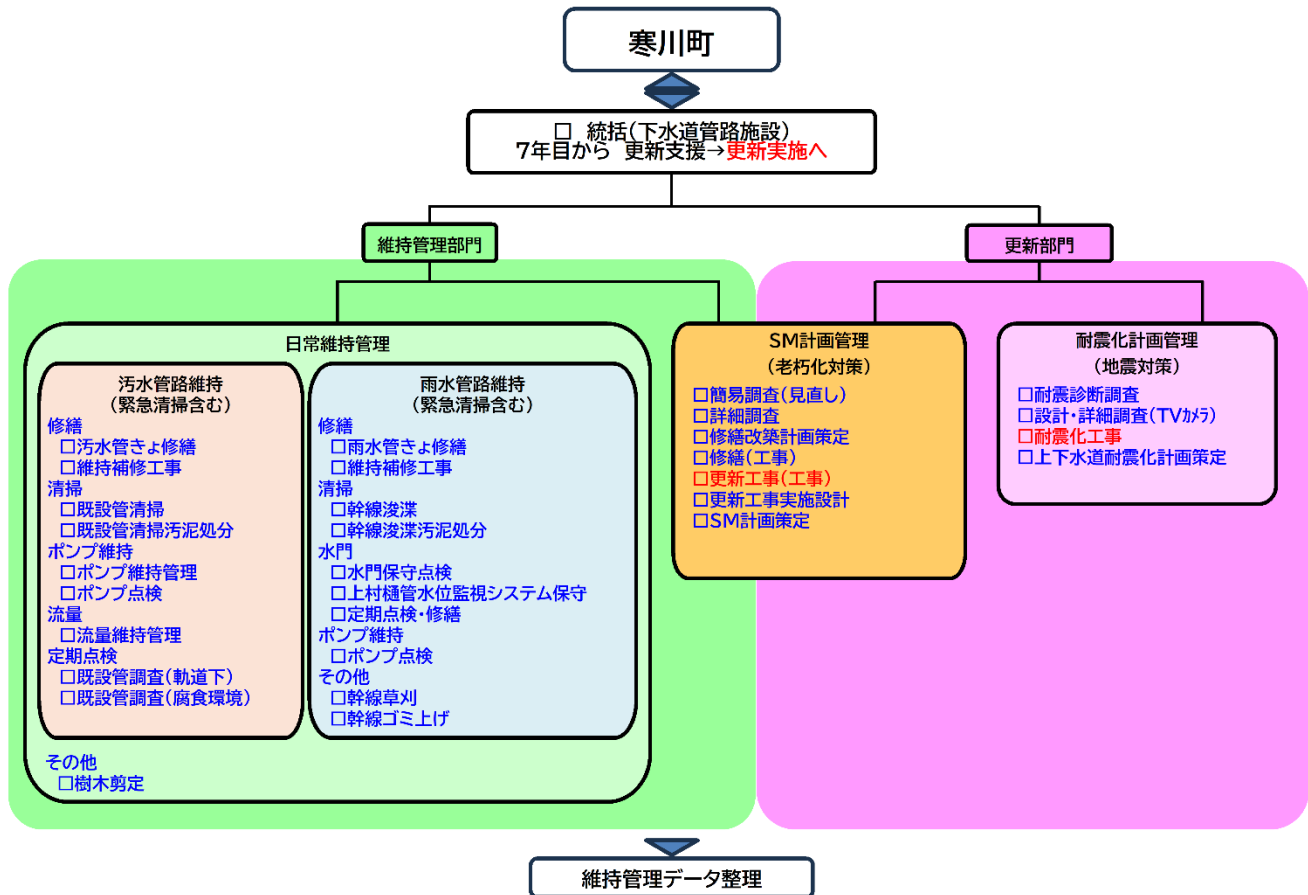 寒川町
□ 統括(下水道管路施設)
7年目から 更新支援→更新実施へ
維持管理部門
更新部門
日常維持管理
汚水管路維持
(緊急清掃含む)
修繕
□汚水管きょ修繕
□維持補修工事
清掃
□既設管清掃
□既設管清掃汚泥処分
ポンプ維持
□ポンプ維持管理
□ポンプ点検
流量
□流量維持管理
定期点検
□既設管調査(軌道下)
□既設管調査(腐食環境)
雨水管路維持
(緊急清掃含む)
修繕
□雨水管きょ修繕
□維持補修工事
清掃
□幹線浚渫
□幹線浚渫汚泥処分
水門
□水門保守点検
□上村樋管水位監視システム保守
□定期点検・修繕
ポンプ維持
□ポンプ点検
その他
□幹線草刈
□幹線ゴミ上げ
その他
□樹木剪定
SM計画管理
(老朽化対策)
□簡易調査(見直し)
□詳細調査
□修繕改築計画策定
□修繕(工事)
□更新工事(工事)
□更新工事実施設計
□SM計画策定
耐震化計画管理
(地震対策)
□耐震診断調査
□設計・詳細調査(TVカメラ)
□耐震化工事
□上下水道耐震化計画策定
維持管理データ整理